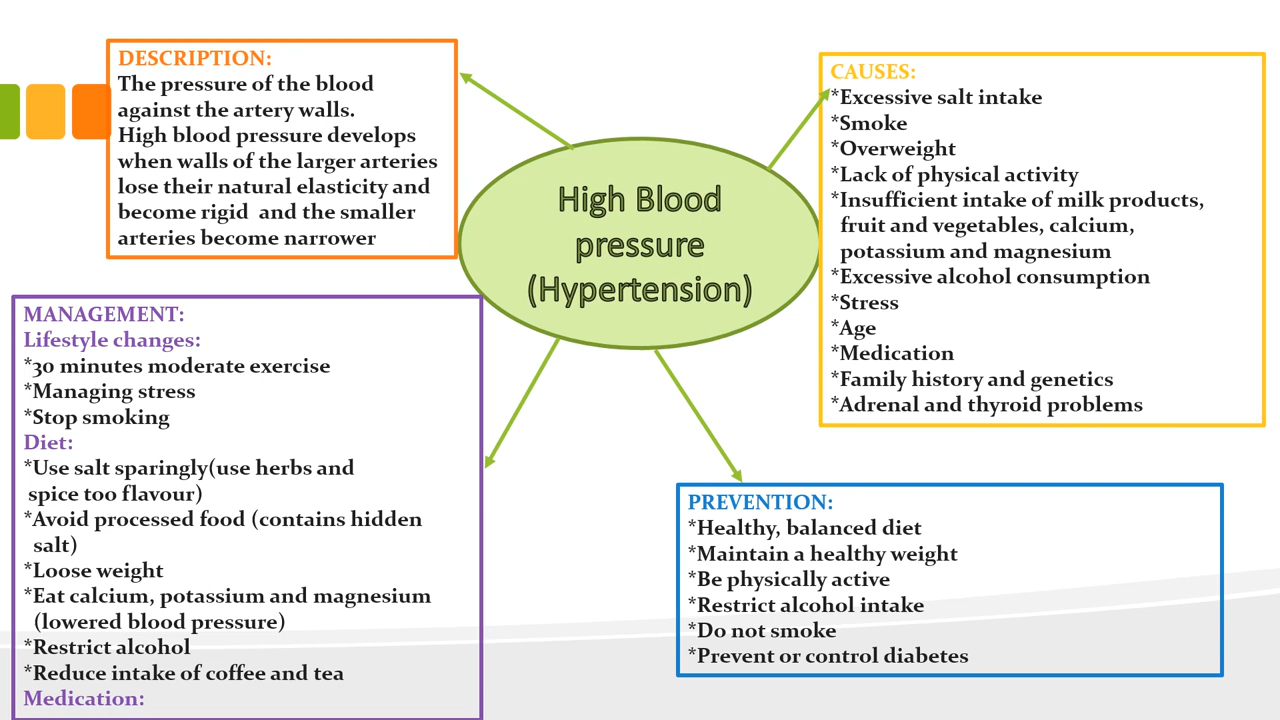 DESCRIPTION:
The pressure of the blood
against the artery walls.
High blood pressure develops
when walls of the larger arteries
lose their natural elasticity and
become rigid  and the smaller
arteries become narrower
High Blood
pressure
(Hypertension)
CAUSES:
*Excessive salt intake
*Smoke
*Overweight
*Lack of physical activity
*Insufficient intake of milk products,
fruit and vegetables, calcium,
potassium and magnesium
*Excessive alcohol consumption
*Stress
*Age
*Medication
*Family history and genetics
*Adrenal and thyroid problems
MANAGEMENT:
Lifestyle changes:
*30 minutes moderate exercise
*Managing stress
*Stop smoking
Diet:
*Use salt sparingly(use herbs and
spice too flavour)
*Avoid processed food (contains hidden
salt)
*Loose weight
*Eat calcium, potassium and magnesium
(lowered blood pressure)
*Restrict alcohol
*Reduce intake of coffee and tea
Medication:
PREVENTION:
*Healthy, balanced diet
*Maintain a healthy weight
*Be physically active
*Restrict alcohol intake
*Do not smoke
*Prevent or control diabetes